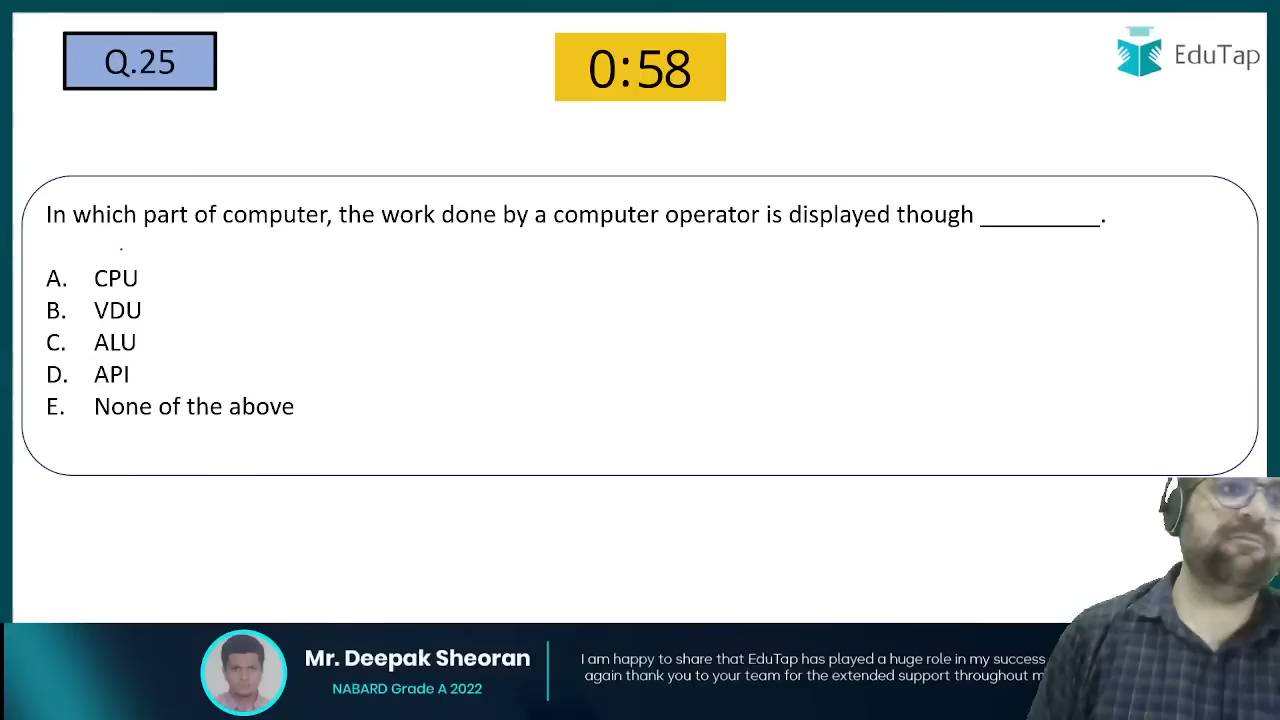 Q.25
0:58
EduTap
In which part of computer, the work done by a computer operator is displayed though __________.
A. CPU
B. VDU
C. ALU
D. API
E. None of the above
Mr. Deepak Sheoran
NABARD Grade A 2022
I am happy to share that EduTap has played a huge role in my success
again thank you to your team for the extended support throughout